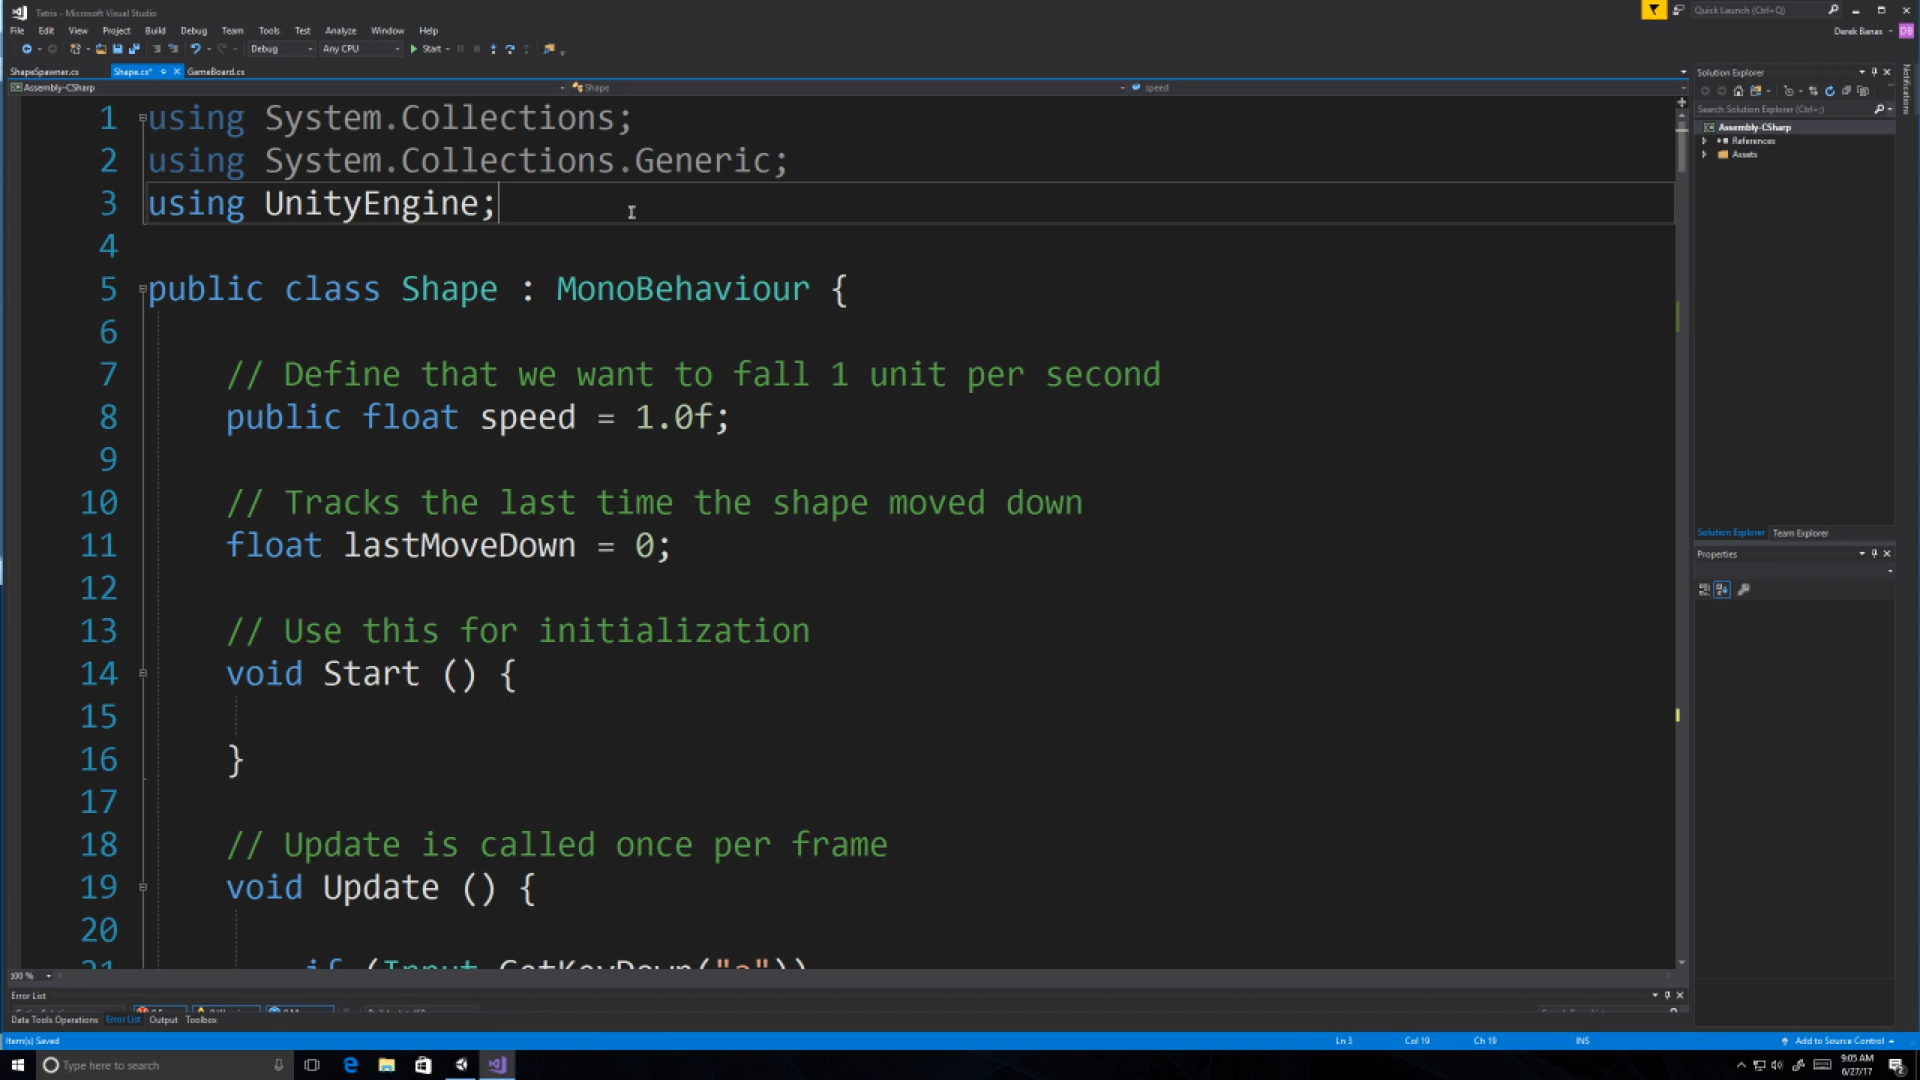 Tetris - Microsoft Visual Studio
Quick Launch (Ctrl+Q)
File Edit View Project Build Debug Team Tools Test Analyze Window Help
Derek Banas DB
Debug Any CPU Start
ShapeSpawner.cs Shape.cs* GameBoard.cs
Solution Explorer
Notifications
Assembly-CSharp Shape speed
Search Solution Explorer (Ctrl+;)
Assembly-CSharp
References
Assets
1 using System.Collections;
2 using System.Collections.Generic;
3 using UnityEngine;
4
5 public class Shape : MonoBehaviour {
6
7 // Define that we want to fall 1 unit per second
8 public float speed = 1.0f;
9
10 // Tracks the last time the shape moved down
11 float lastMoveDown = 0;
12
13 // Use this for initialization
14 void Start () {
15
16 }
17
18 // Update is called once per frame
19 void Update () {
20
21 if (Input.GetKeyDown("a"))
Solution Explorer Team Explorer
Properties
100 %
Error List
Data Tools Operations Error List Output Toolbox
Item(s) Saved Ln 3 Col 19 Ch 19 INS Add to Source Control
Type here to search
9:05 AM
6/27/17